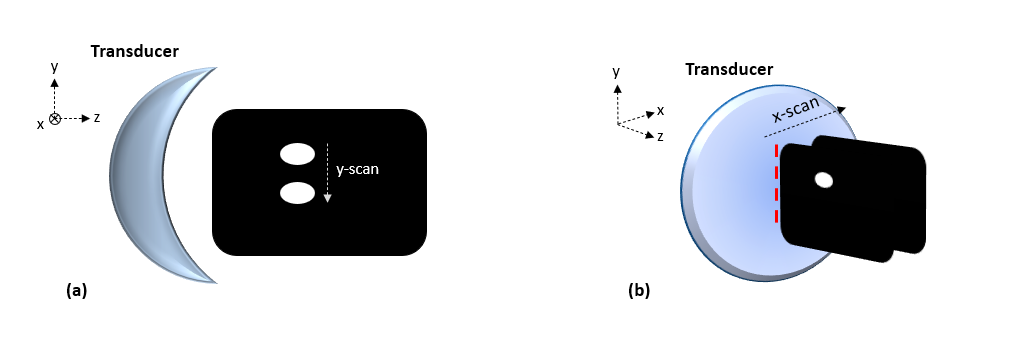 Transducer
y
x
z
y-scan
(a)
Transducer
y
x
z
x-scan
(b)